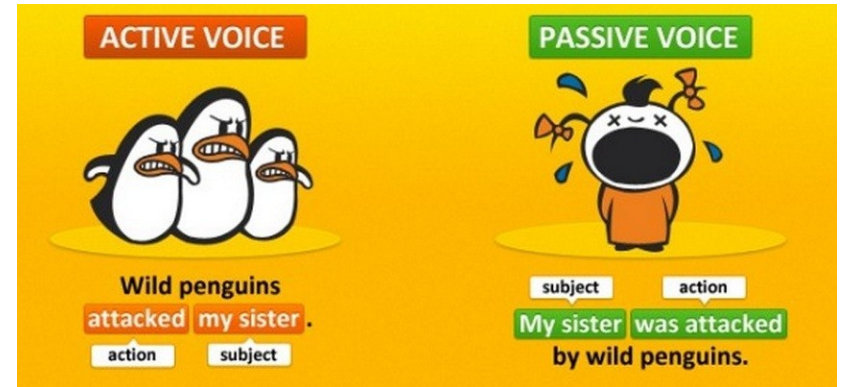 ACTIVE VOICE
Wild penguins
attacked my sister.
action subject
PASSIVE VOICE
subject action
My sister was attacked
by wild penguins.